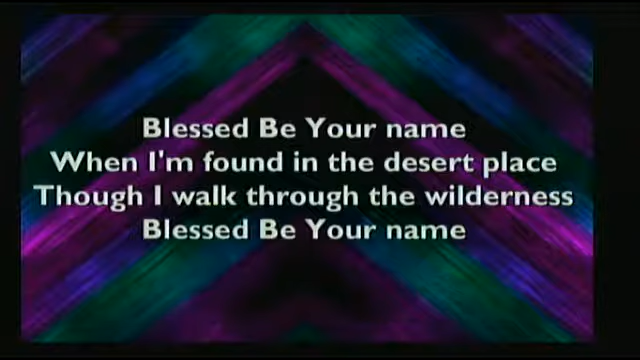 Blessed Be Your name
When I'm found in the desert place
Though I walk through the wilderness
Blessed Be Your name